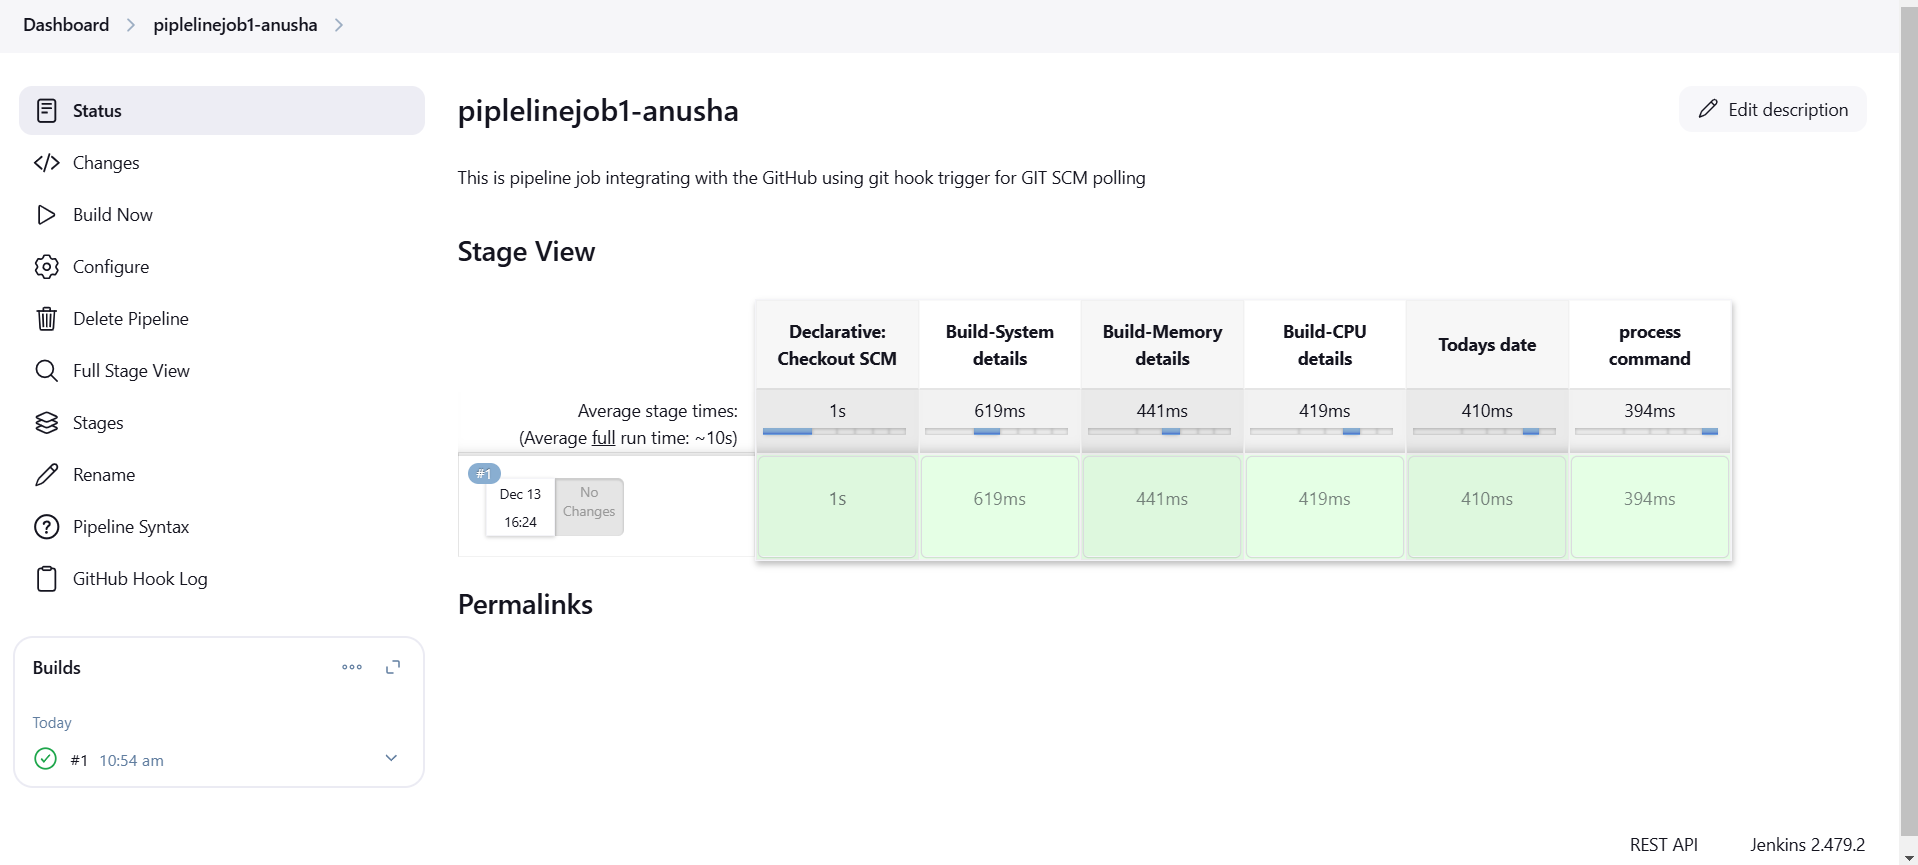 Dashboard
piplelinejob1-anusha
Status
Changes
Build Now
Configure
Delete Pipeline
Full Stage View
Stages
Rename
Pipeline Syntax
GitHub Hook Log
Builds
Today
#1 10:54 am
piplelinejob1-anusha
Edit description
This is pipeline job integrating with the GitHub using git hook trigger for GIT SCM polling
Stage View
Declarative:
Checkout SCM
Build-System
details
Build-Memory
details
Build-CPU
details
Todays date
process
command
Average stage times:
(Average full run time: ~10s)
1s
619ms
441ms
419ms
410ms
394ms
#1
Dec 13
16:24
No
Changes
1s
619ms
441ms
419ms
410ms
394ms
Permalinks
REST API
Jenkins 2.479.2